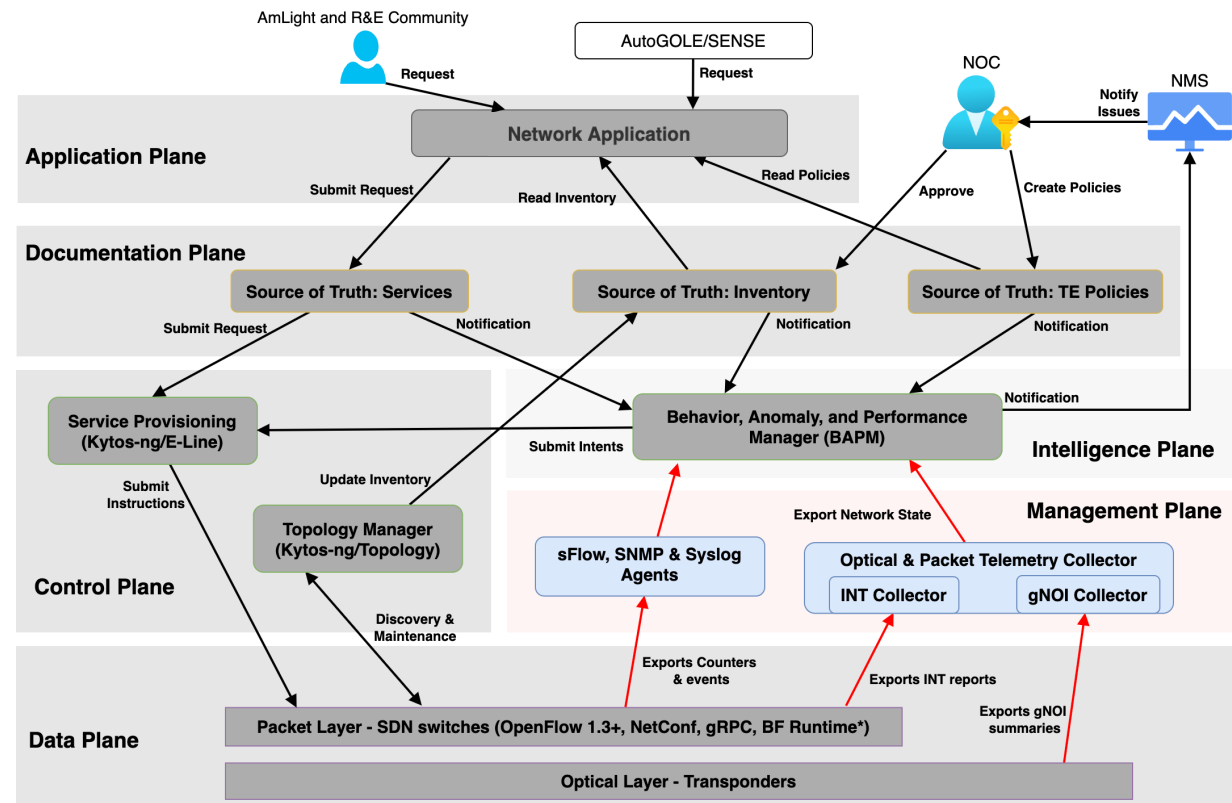 AmLight and R&E Community
AutoGOLE/SENSE
Request
Request
NOC
NMS
Notify
Issues
Application Plane
Network Application
Submit Request
Read Inventory
Read Policies
Approve
Create Policies
Documentation Plane
Source of Truth: Services
Source of Truth: Inventory
Source of Truth: TE Policies
Submit Request
Notification
Notification
Notification
Service Provisioning
(Kytos-ng/E-Line)
Behavior, Anomaly, and Performance
Manager (BAPM)
Notification
Submit Intents
Intelligence Plane
Submit
Instructions
Update Inventory
Topology Manager
(Kytos-ng/Topology)
Control Plane
Export Network State
Management Plane
sFlow, SNMP & Syslog
Agents
Optical & Packet Telemetry Collector
INT Collector
gNOI Collector
Discovery &
Maintenance
Exports Counters
& events
Exports INT reports
Exports gNOI
summaries
Data Plane
Packet Layer - SDN switches (OpenFlow 1.3+, NetConf, gRPC, BF Runtime*)
Optical Layer - Transponders